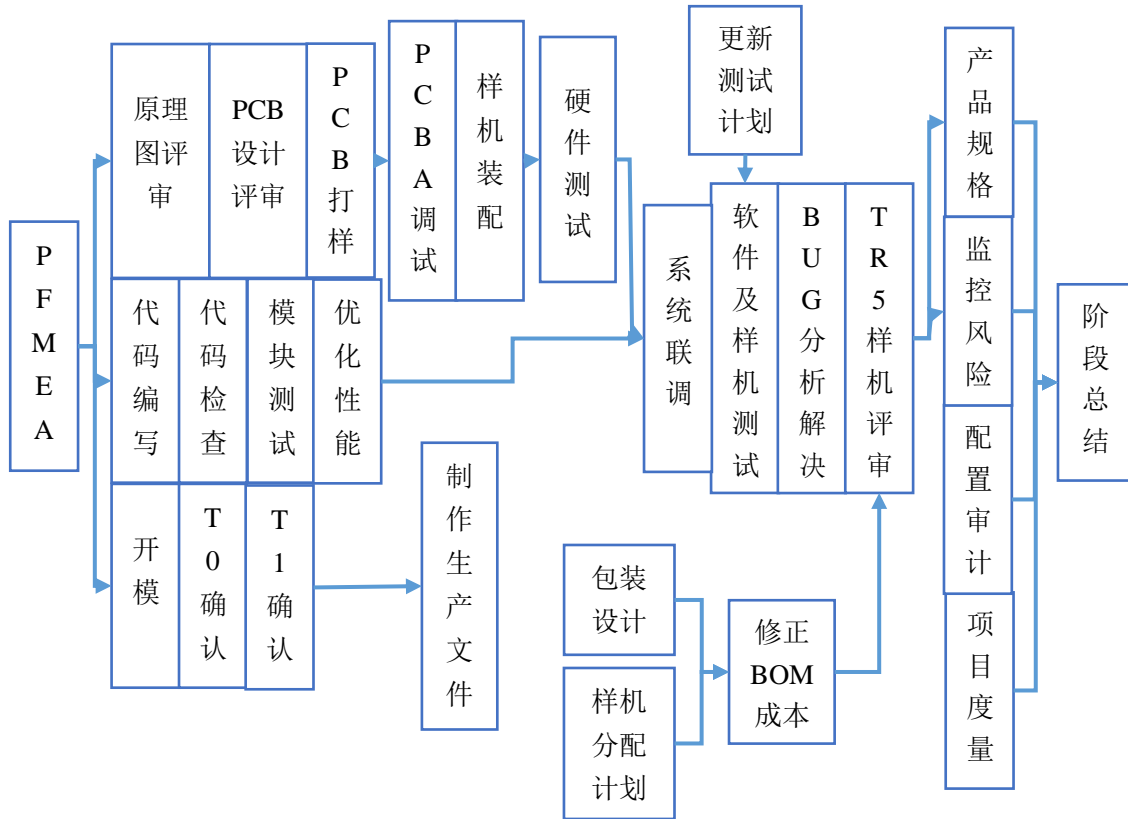 PFMEA
原理
图评
审
PCB
设计
评审
PCB打样
PCBA调试
样机装配
硬件测试
代码编写
代码检查
模块测试
优化性能
开模
T0确认
T1确认
制作生产文件
更新
测试
计划
系统联调
软件及样机测试
BUG分析解决
TR5样机评审
包装
设计
样机
分配
计划
修正
BOM
成本
产品规格
监控风险
配置审计
项目度量
阶段总结